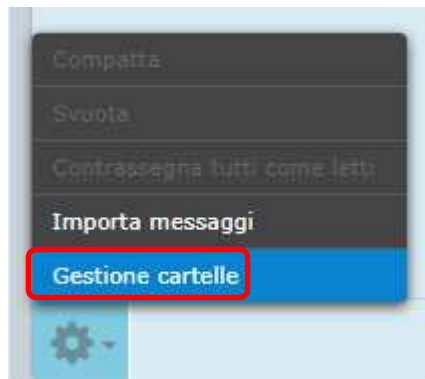 Compatta
Svuota
Contrassegna tutti come letti
Importa messaggi
Gestione cartelle